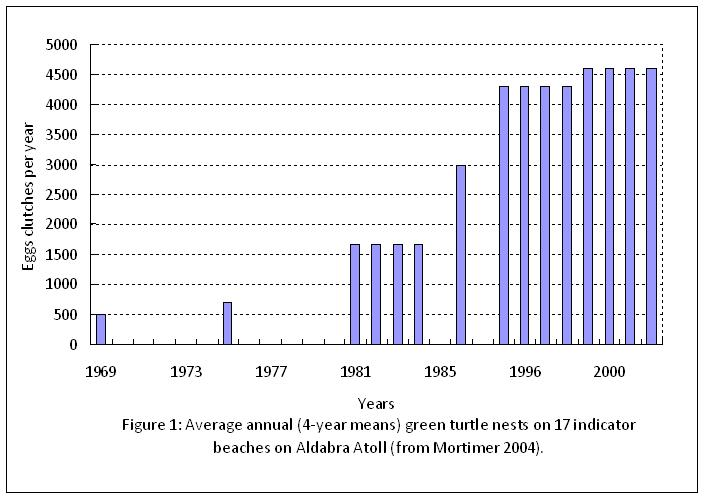 5000
4500
4000
3500
3000
2500
2000
1500
1000
500
0
Eggs clutches per year
1969 1973 1977 1981 1985 1996 2000
Years
Figure 1: Average annual (4-year means) green turtle nests on 17 indicator
beaches on Aldabra Atoll (from Mortimer 2004).